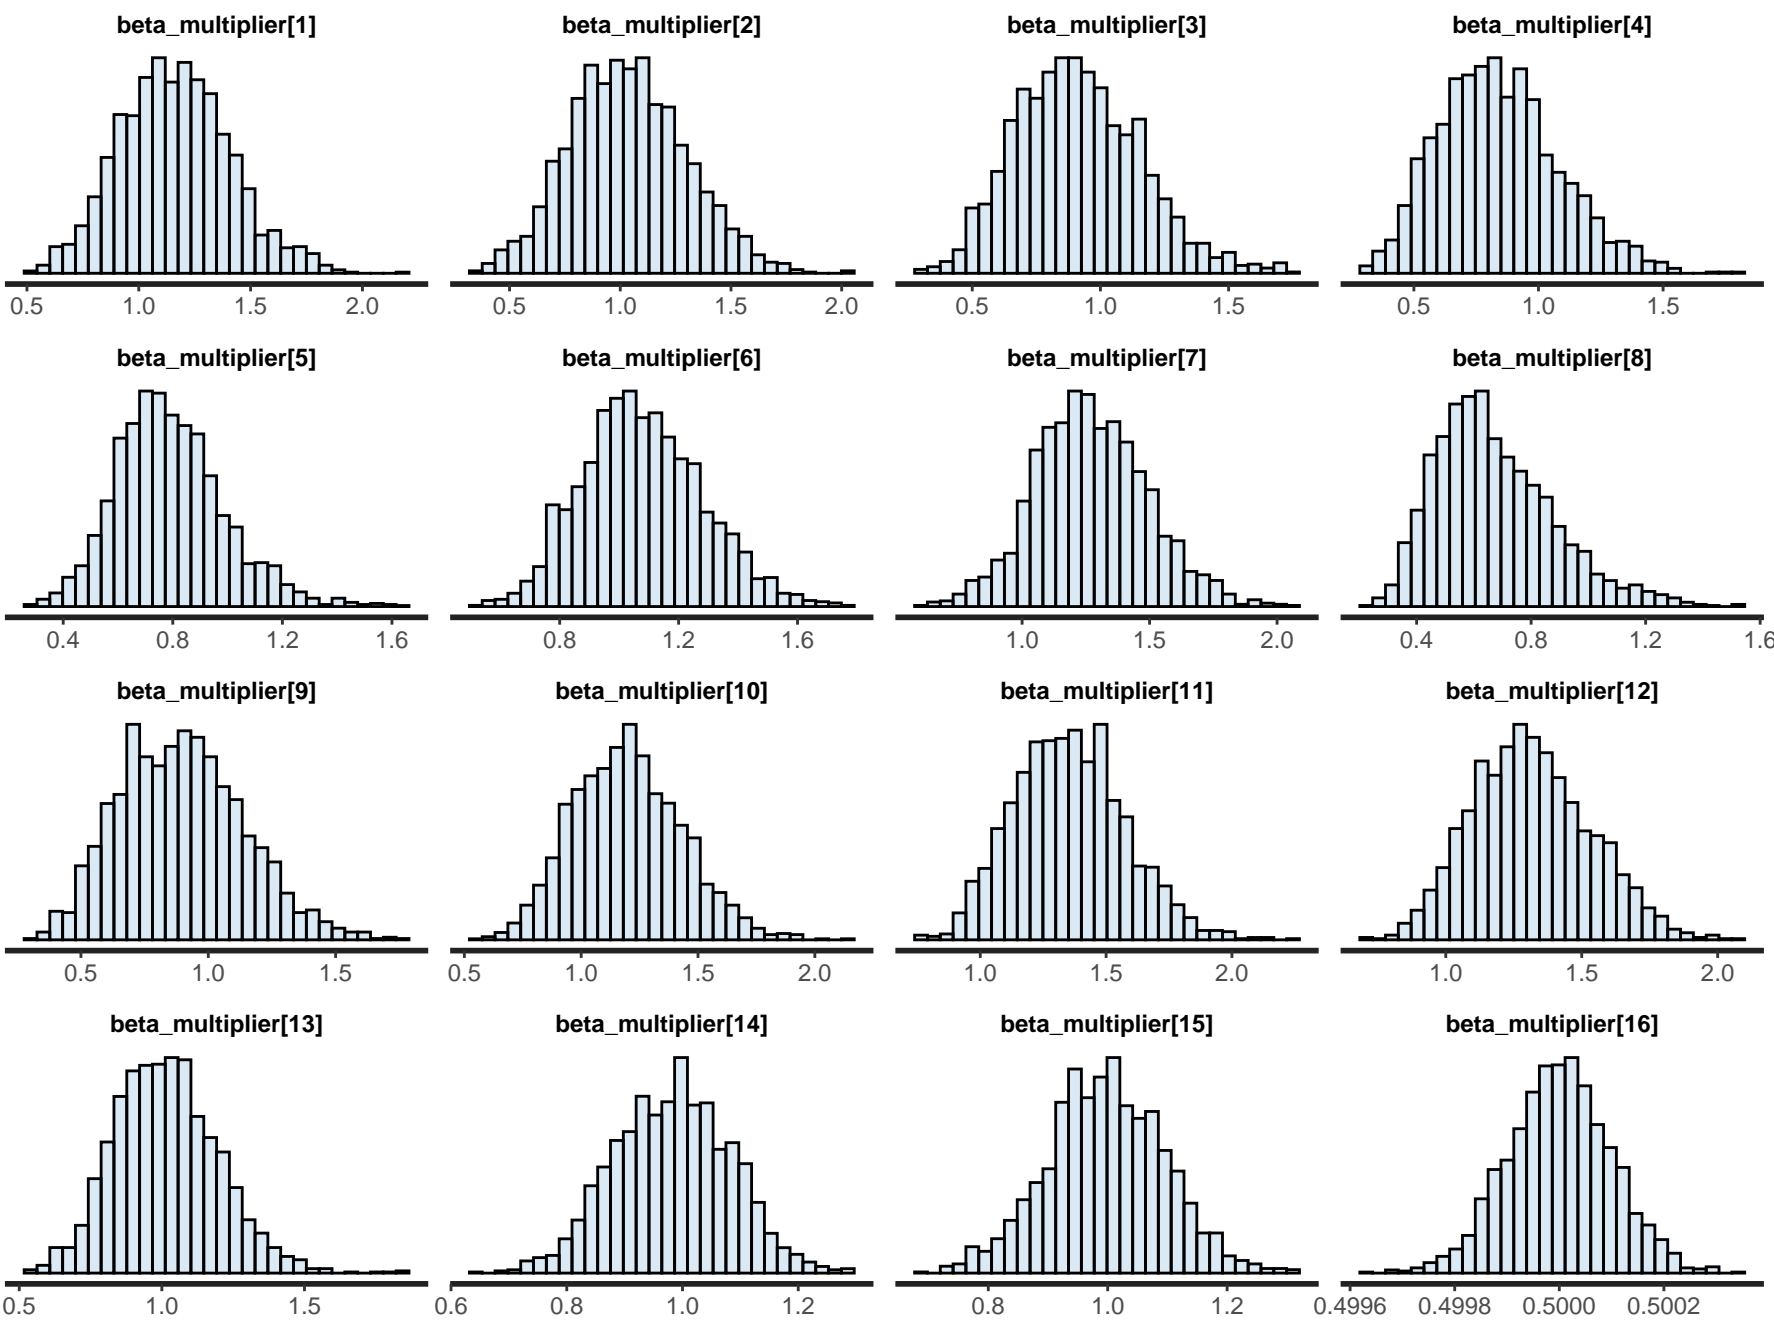 beta_multiplier[1] beta_multiplier[2] beta_multiplier[3] beta_multiplier[4]
0.5 1.0 1.5 2.0 0.5 1.0 1.5 2.0 0.5 1.0 1.5 0.5 1.0 1.5
beta_multiplier[5] beta_multiplier[6] beta_multiplier[7] beta_multiplier[8]
0.4 0.8 1.2 1.6 0.8 1.2 1.6 1.0 1.5 2.0 0.4 0.8 1.2 1.6
beta_multiplier[9] beta_multiplier[10] beta_multiplier[11] beta_multiplier[12]
0.5 1.0 1.5 0.5 1.0 1.5 2.0 1.0 1.5 2.0 1.0 1.5 2.0
beta_multiplier[13] beta_multiplier[14] beta_multiplier[15] beta_multiplier[16]
0.5 1.0 1.5 0.6 0.8 1.0 1.2 0.8 1.0 1.2 0.4996 0.4998 0.5000 0.5002